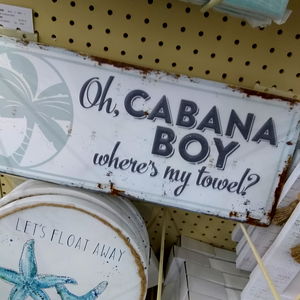 Oh, CABANA
BOY
where's my towel?
LET'S FLOAT AWAY